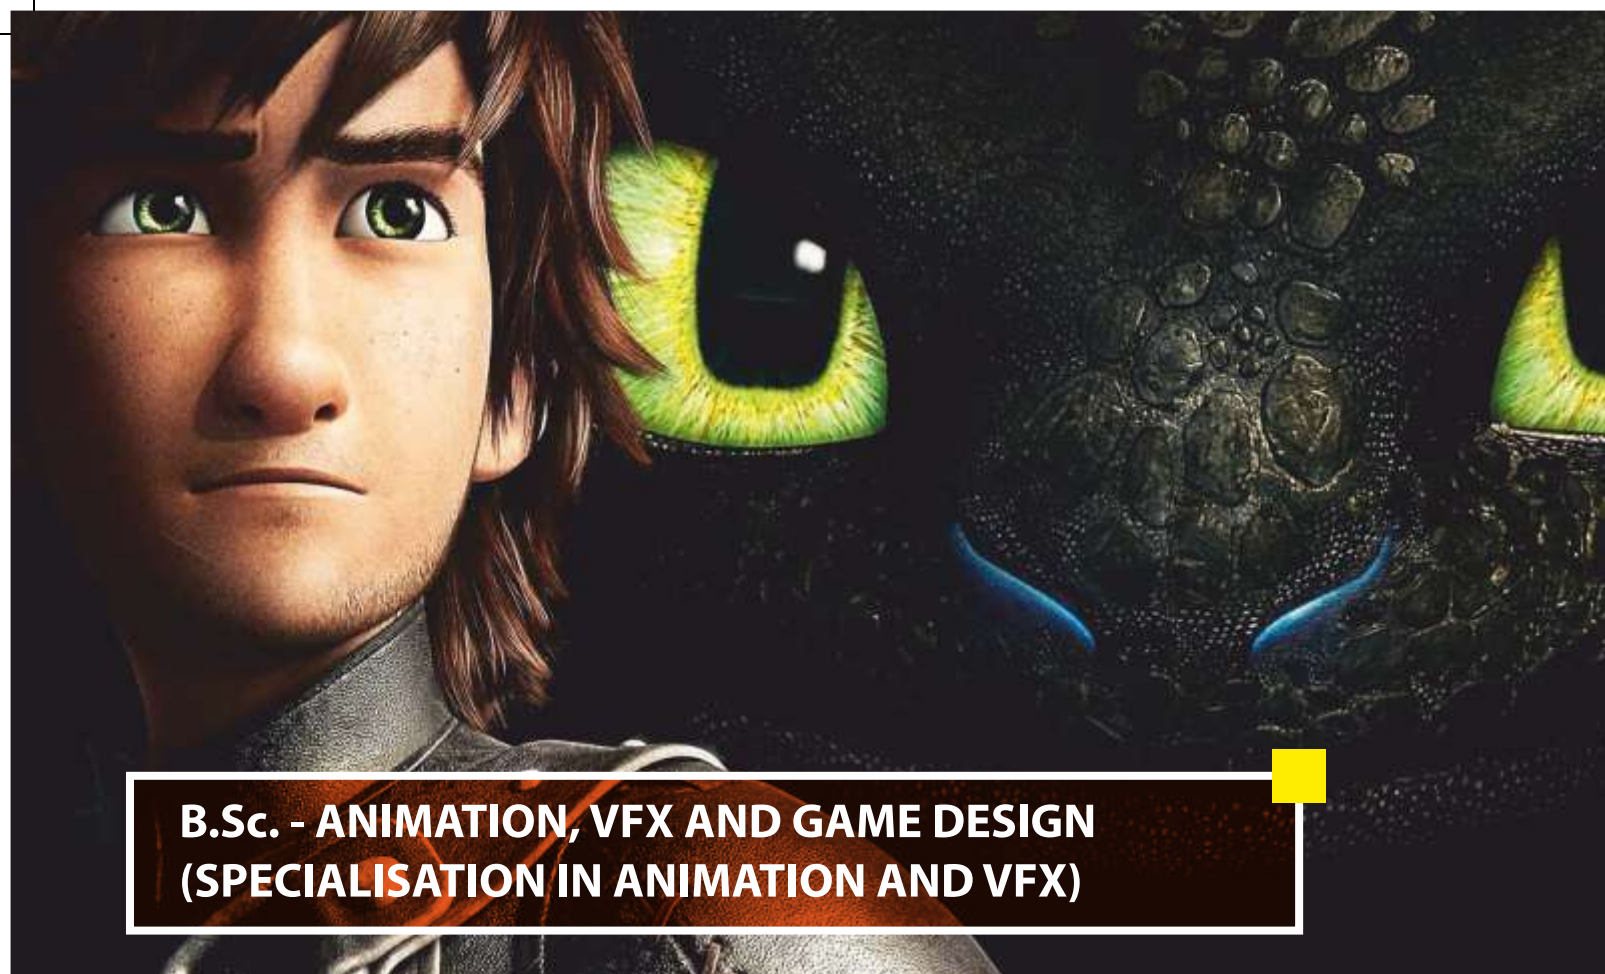 B.Sc. - ANIMATION, VFX AND GAME DESIGN
(SPECIALISATION IN ANIMATION AND VFX)